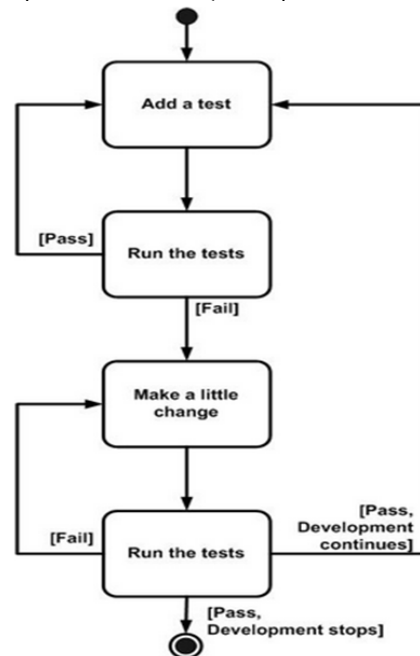 Add a test
[Pass]
Run the tests
[Fail]
Make a little
change
[Fail]
Run the tests
[Pass,
Development
continues]
[Pass,
Development stops]